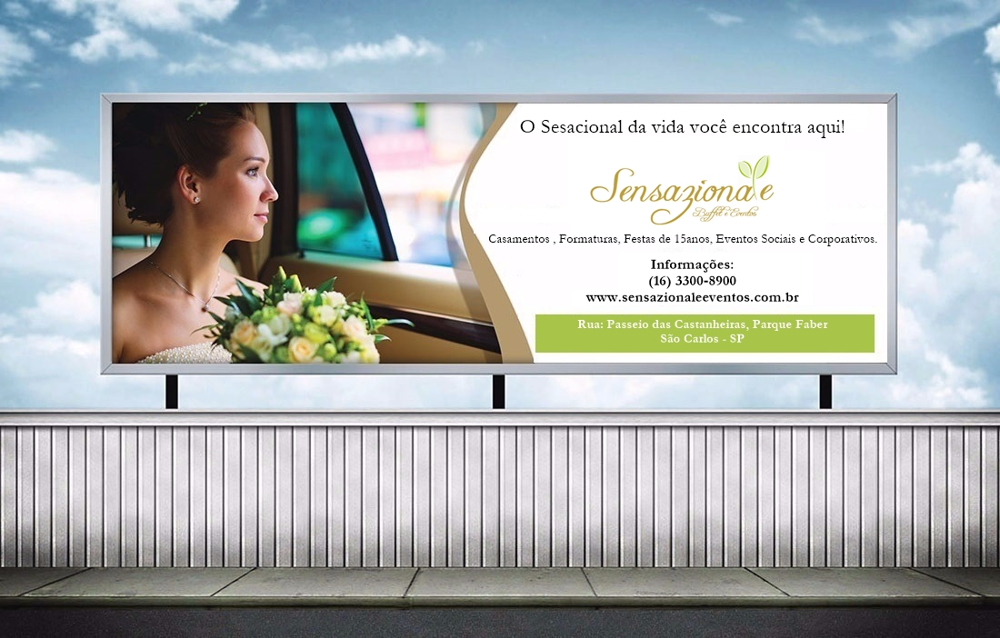 O Sesacional da vida você encontra aqui!
Sensazionale
Buffet e Eventos
Casamentos , Formaturas, Festas de 15anos, Eventos Sociais e Corporativos.
Informações:
(16) 3300-8900
www.sensazionaleeventos.com.br
Rua: Passeio das Castanheiras, Parque Faber
São Carlos - SP